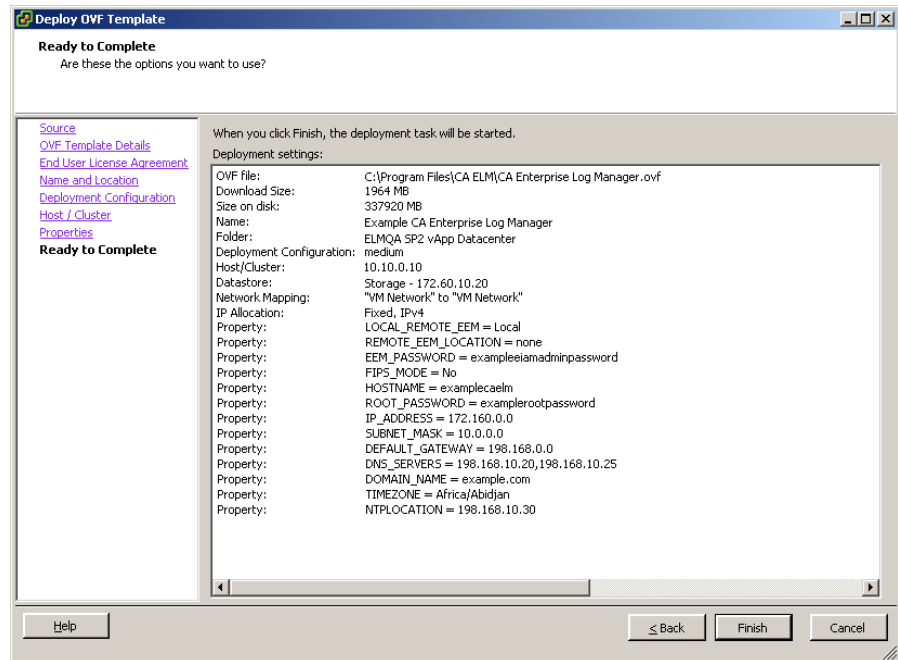 Deploy OVF Template
Ready to Complete
Are these the options you want to use?
Source
OVF Template Details
End User License Agreement
Name and Location
Deployment Configuration
Host / Cluster
Properties
Ready to Complete
When you click Finish, the deployment task will be started.
Deployment settings:
OVF file: C:\Program Files\CA ELM\CA Enterprise Log Manager.ovf
Download Size: 1964 MB
Size on disk: 337920 MB
Name: Example CA Enterprise Log Manager
Folder: ELMQA SP2 vApp Datacenter
Deployment Configuration: medium
Host/Cluster: 10.10.0.10
Datastore: Storage - 172.60.10.20
Network Mapping: "VM Network" to "VM Network"
IP Allocation: Fixed, IPv4
Property: LOCAL_REMOTE_EEM = Local
Property: REMOTE_EEM_LOCATION = none
Property: EEM_PASSWORD = exampleeiamadminpassword
Property: FIPS_MODE = No
Property: HOSTNAME = examplecaelm
Property: ROOT_PASSWORD = examplerootpassword
Property: IP_ADDRESS = 172.160.0.0
Property: SUBNET_MASK = 10.0.0.0
Property: DEFAULT_GATEWAY = 198.168.0.0
Property: DNS_SERVERS = 198.168.10.20,198.168.10.25
Property: DOMAIN_NAME = example.com
Property: TIMEZONE = Africa/Abidjan
Property: NTPLOCATION = 198.168.10.30
Help
≤ Back
Finish
Cancel